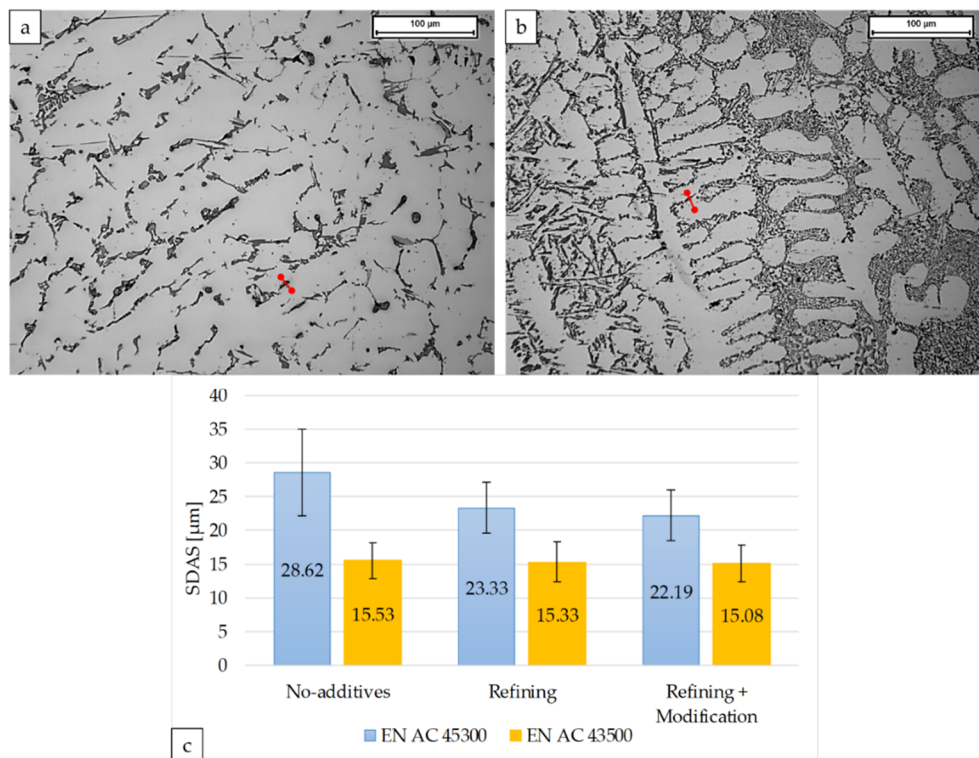 a
100 µm
b
100 µm
40
35
30
25
20
15
10
5
0
SDAS [µm]
28.62
15.53
23.33
15.33
22.19
15.08
No-additives
Refining
Refining +
Modification
EN AC 45300
EN AC 43500
c